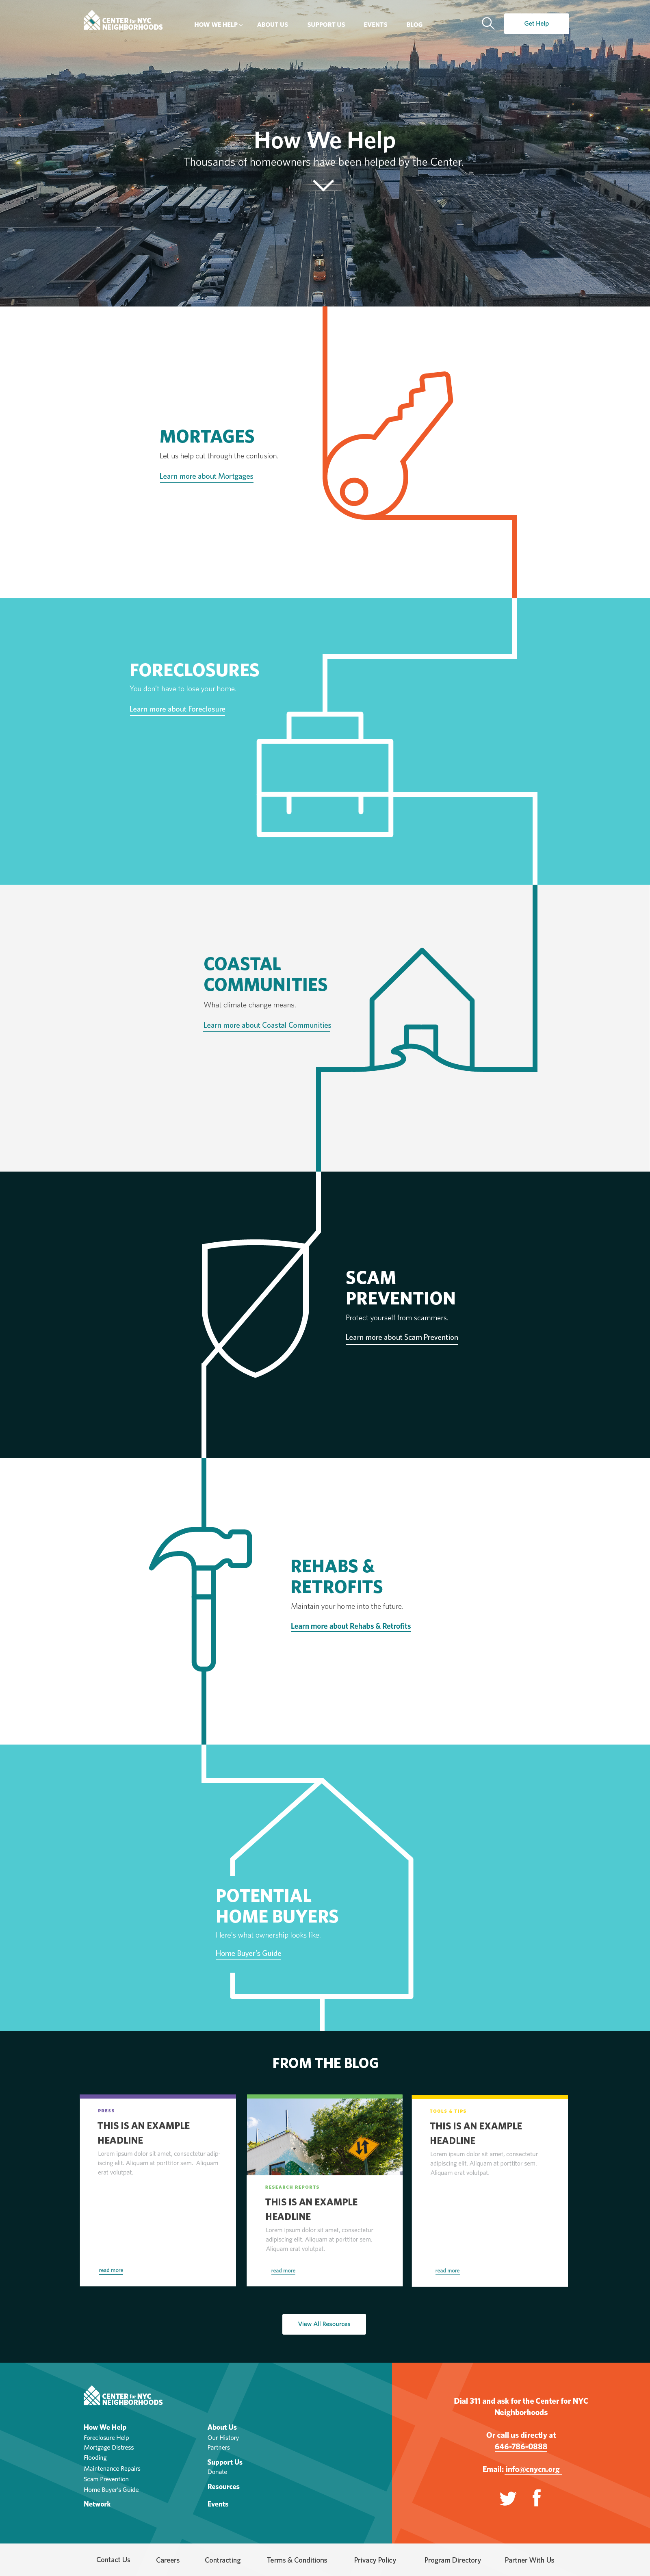 CENTER for NYC
NEIGHBORHOODS
HOW WE HELP
ABOUT US
SUPPORT US
EVENTS
BLOG
Get Help
How We Help
Thousands of homeowners have been helped by the Center.
MORTAGES
Let us help cut through the confusion.
Learn more about Mortgages
FORECLOSURES
You don't have to lose your home.
Learn more about Foreclosure
COASTAL
COMMUNITIES
What climate change means.
Learn more about Coastal Communities
SCAM
PREVENTION
Protect yourself from scammers.
Learn more about Scam Prevention
REHABS &
RETROFITS
Maintain your home into the future.
Learn more about Rehabs & Retrofits
POTENTIAL
HOME BUYERS
Here's what ownership looks like.
Home Buyer's Guide
FROM THE BLOG
PRESS
THIS IS AN EXAMPLE
HEADLINE
Lorem ipsum dolor sit amet, consectetur adip-
iscing elit. Aliquam at porttitor sem. Aliquam
erat volutpat.
read more
RESEARCH REPORTS
THIS IS AN EXAMPLE
HEADLINE
Lorem ipsum dolor sit amet, consectetur
adipiscing elit. Aliquam at porttitor sem.
Aliquam erat volutpat.
read more
TOOLS & TIPS
THIS IS AN EXAMPLE
HEADLINE
Lorem ipsum dolor sit amet, consectetur
adipiscing elit. Aliquam at porttitor sem.
Aliquam erat volutpat.
read more
View All Resources
CENTER for NYC
NEIGHBORHOODS
How We Help
Foreclosure Help
Mortgage Distress
Flooding
Maintenance Repairs
Scam Prevention
Home Buyer's Guide
Network
About Us
Our History
Partners
Support Us
Donate
Resources
Events
Dial 311 and ask for the Center for NYC
Neighborhoods
Or call us directly at
646-786-0888
Email: info@cnycn.org
Contact Us
Careers
Contracting
Terms & Conditions
Privacy Policy
Program Directory
Partner With Us